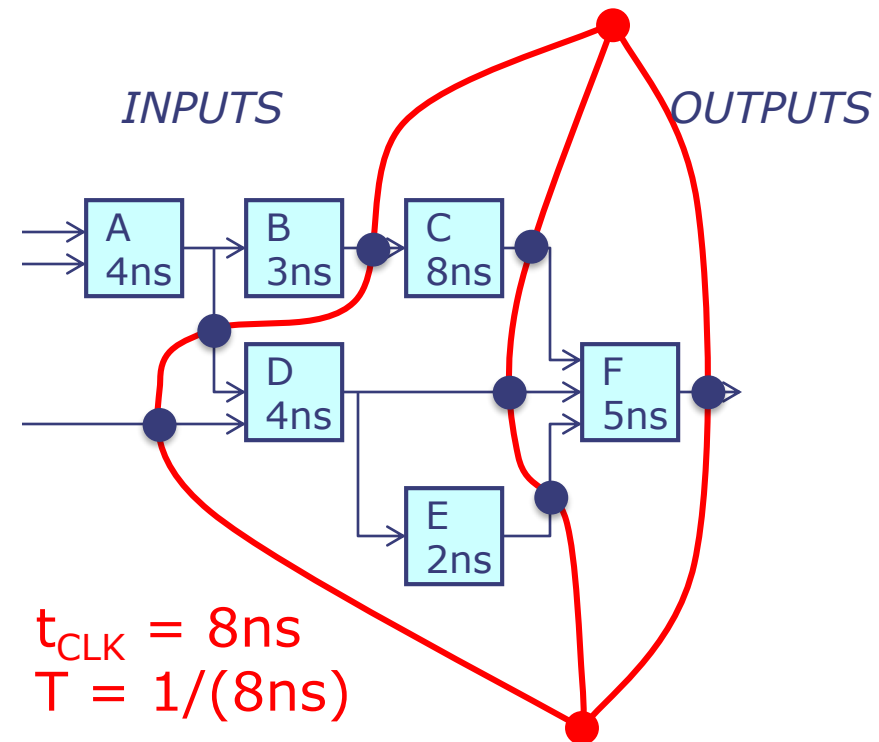 INPUTS
OUTPUTS
A
4ns
B
3ns
C
8ns
D
4ns
F
5ns
E
2ns
tCLK = 8ns
T = 1/(8ns)